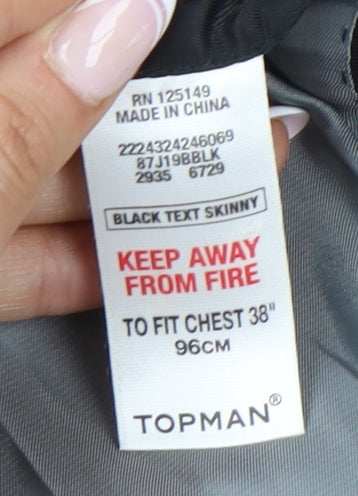 RN 125149
MADE IN CHINA
2224324246069
87J19BBLK
2935 6729
BLACK TEXT SKINNY
KEEP AWAY
FROM FIRE
TO FIT CHEST 38"
96CM
TOPMAN®